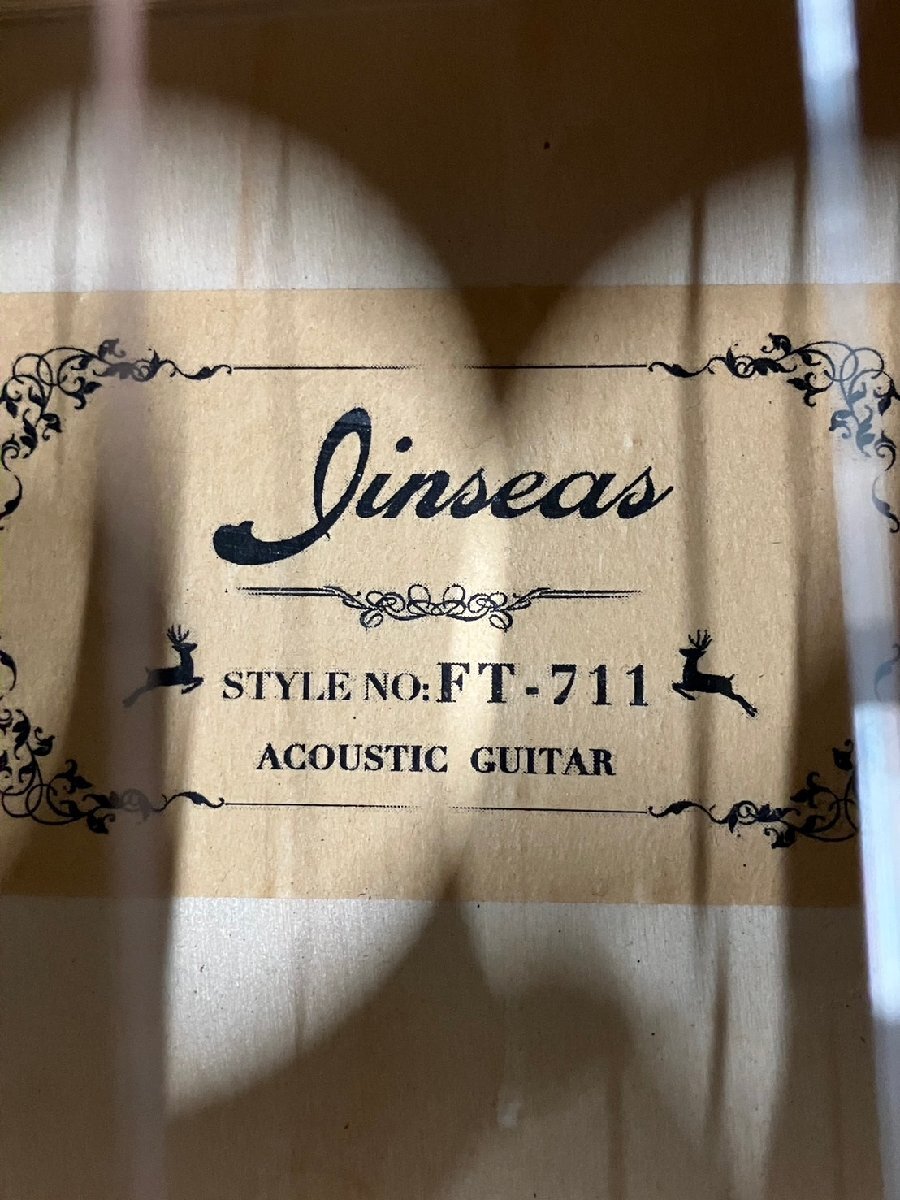 Jinseas
STYLE NO: FT-711
ACOUSTIC GUITAR